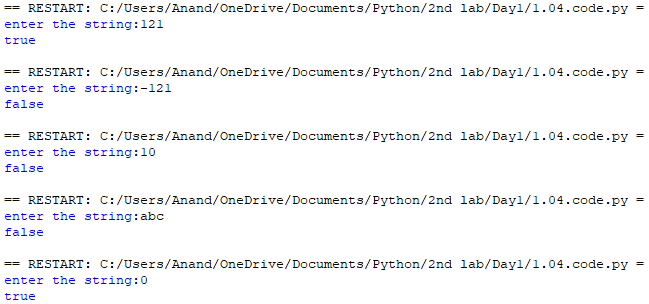 == RESTART: C:/Users/Anand/OneDrive/Documents/Python/2nd lab/Day1/1.04.code.py =
enter the string:121
true
== RESTART: C:/Users/Anand/OneDrive/Documents/Python/2nd lab/Day1/1.04.code.py =
enter the string:-121
false
== RESTART: C:/Users/Anand/OneDrive/Documents/Python/2nd lab/Day1/1.04.code.py =
enter the string:10
false
== RESTART: C:/Users/Anand/OneDrive/Documents/Python/2nd lab/Day1/1.04.code.py =
enter the string:abc
false
== RESTART: C:/Users/Anand/OneDrive/Documents/Python/2nd lab/Day1/1.04.code.py =
enter the string:0
true